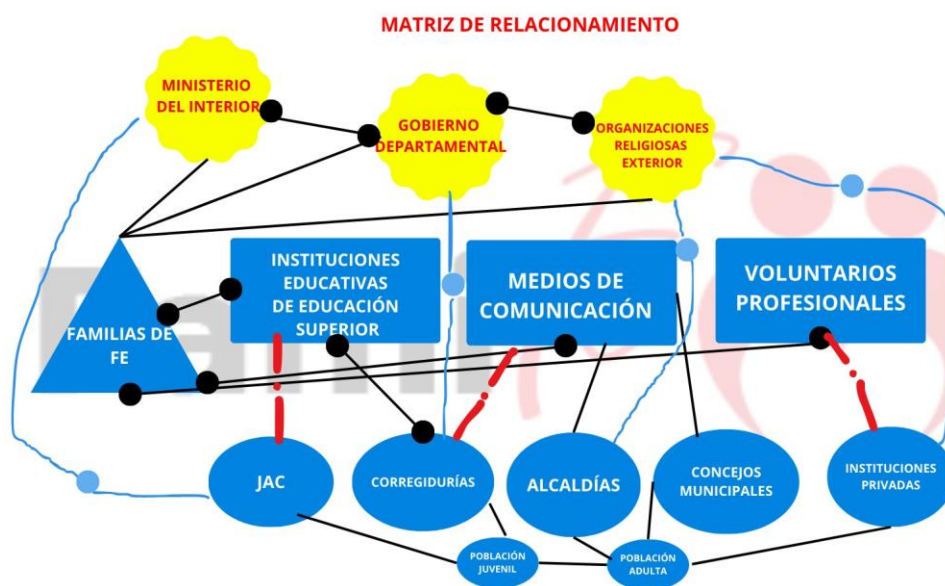 MATRIZ DE RELACIONAMIENTO
MINISTERIO
DEL INTERIOR
GOBIERNO
DEPARTAMENTAL
ORGANIZACIONES
RELIGIOSAS
EXTERIOR
FAMILIAS DE
FE
INSTITUCIONES
EDUCATIVAS
DE EDUCACIÓN
SUPERIOR
MEDIOS DE
COMUNICACIÓN
VOLUNTARIOS
PROFESIONALES
JAC
CORREGIDURÍAS
ALCALDÍAS
CONCEJOS
MUNICIPALES
INSTITUCIONES
PRIVADAS
POBLACIÓN
JUVENIL
POBLACIÓN
ADULTA